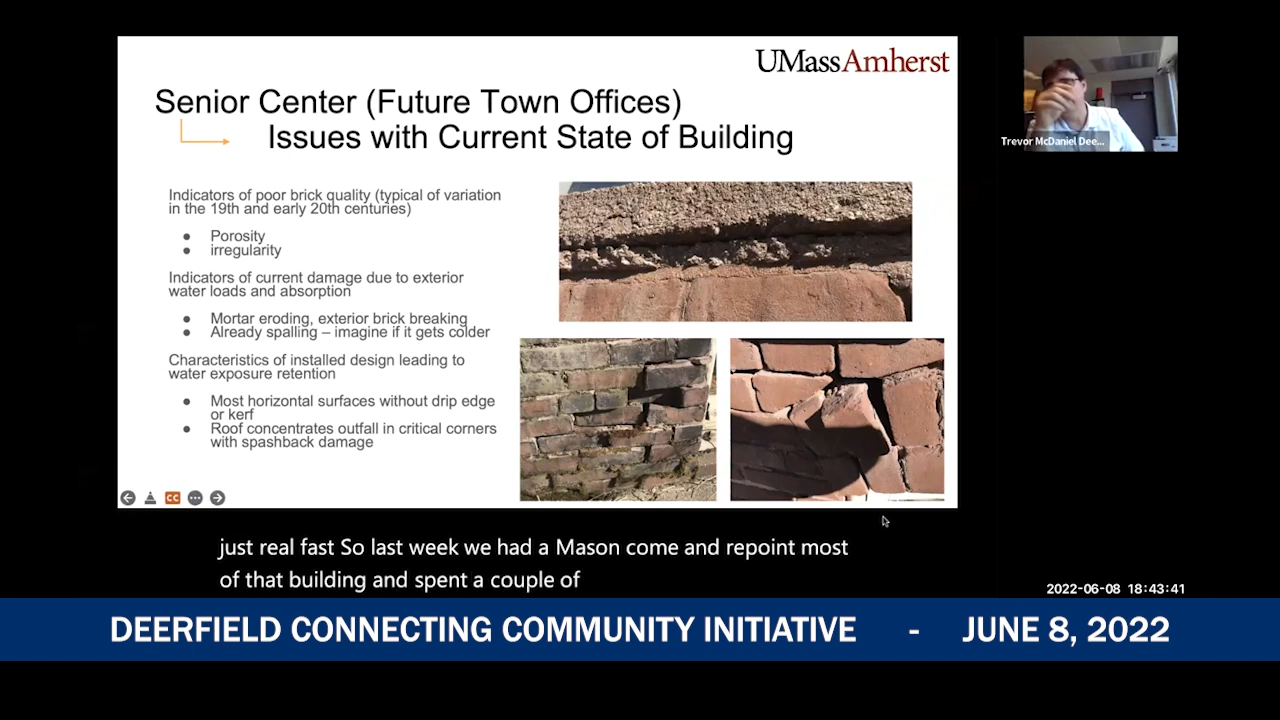 UMassAmherst
Senior Center (Future Town Offices)
Issues with Current State of Building
Indicators of poor brick quality (typical of variation
in the 19th and early 20th centuries)
● Porosity
● irregularity
Indicators of current damage due to exterior
water loads and absorption
● Mortar eroding, exterior brick breaking
● Already spalling – imagine if it gets colder
Characteristics of installed design leading to
water exposure retention
● Most horizontal surfaces without drip edge
or kerf
● Roof concentrates outfall in critical corners
with spashback damage
CC
Trevor McDaniel Dee...
just real fast So last week we had a Mason come and repoint most
of that building and spent a couple of
2022-06-08 18:43:41
DEERFIELD CONNECTING COMMUNITY INITIATIVE - JUNE 8, 2022